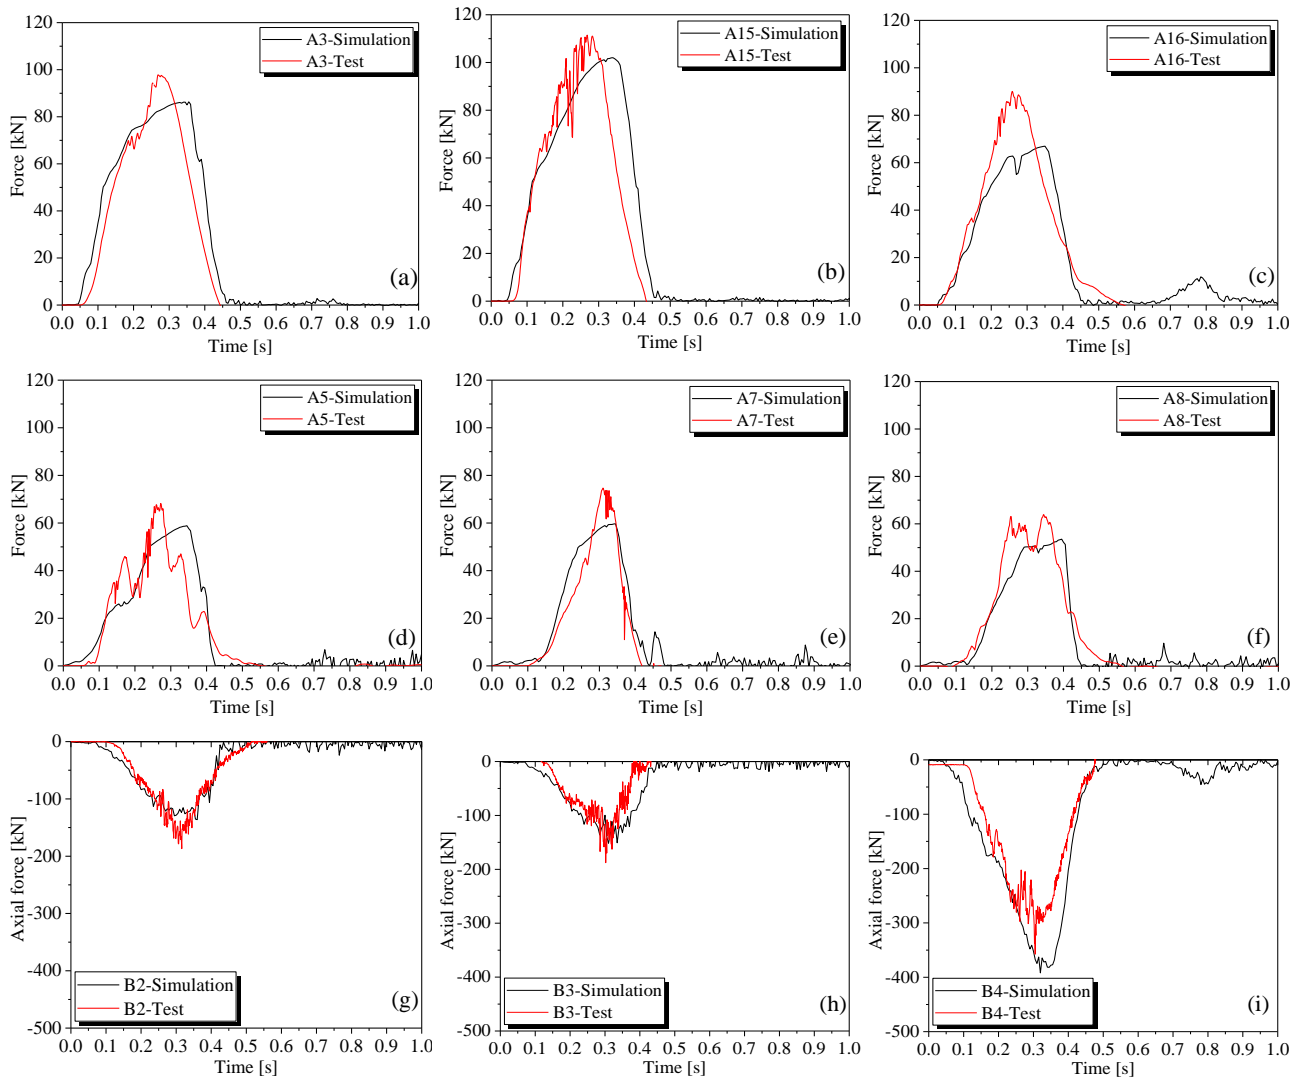 120
100
80
60
40
20
0
Force [kN]
A3-Simulation
A3-Test
(a)
0.0 0.1 0.2 0.3 0.4 0.5 0.6 0.7 0.8 0.9 1.0
Time [s]
120
100
80
60
40
20
0
Force [kN]
A15-Simulation
A15-Test
(b)
0.0 0.1 0.2 0.3 0.4 0.5 0.6 0.7 0.8 0.9 1.0
Time [s]
120
100
80
60
40
20
0
Force [kN]
A16-Simulation
A16-Test
(c)
0.0 0.1 0.2 0.3 0.4 0.5 0.6 0.7 0.8 0.9 1.0
Time [s]
120
100
80
60
40
20
0
Force [kN]
A5-Simulation
A5-Test
(d)
0.0 0.1 0.2 0.3 0.4 0.5 0.6 0.7 0.8 0.9 1.0
Time [s]
120
100
80
60
40
20
0
Force [kN]
A7-Simulation
A7-Test
(e)
0.0 0.1 0.2 0.3 0.4 0.5 0.6 0.7 0.8 0.9 1.0
Time [s]
120
100
80
60
40
20
0
Force [kN]
A8-Simulation
A8-Test
(f)
0.0 0.1 0.2 0.3 0.4 0.5 0.6 0.7 0.8 0.9 1.0
Time [s]
0
-100
-200
-300
-400
-500
Axial force [kN]
B2-Simulation
B2-Test
(g)
0.0 0.1 0.2 0.3 0.4 0.5 0.6 0.7 0.8 0.9 1.0
Time [s]
0
-100
-200
-300
-400
-500
Axial force [kN]
B3-Simulation
B3-Test
(h)
0.0 0.1 0.2 0.3 0.4 0.5 0.6 0.7 0.8 0.9 1.0
Time [s]
0
-100
-200
-300
-400
-500
Axial force [kN]
B4-Simulation
B4-Test
(i)
0.0 0.1 0.2 0.3 0.4 0.5 0.6 0.7 0.8 0.9 1.0
Time [s]